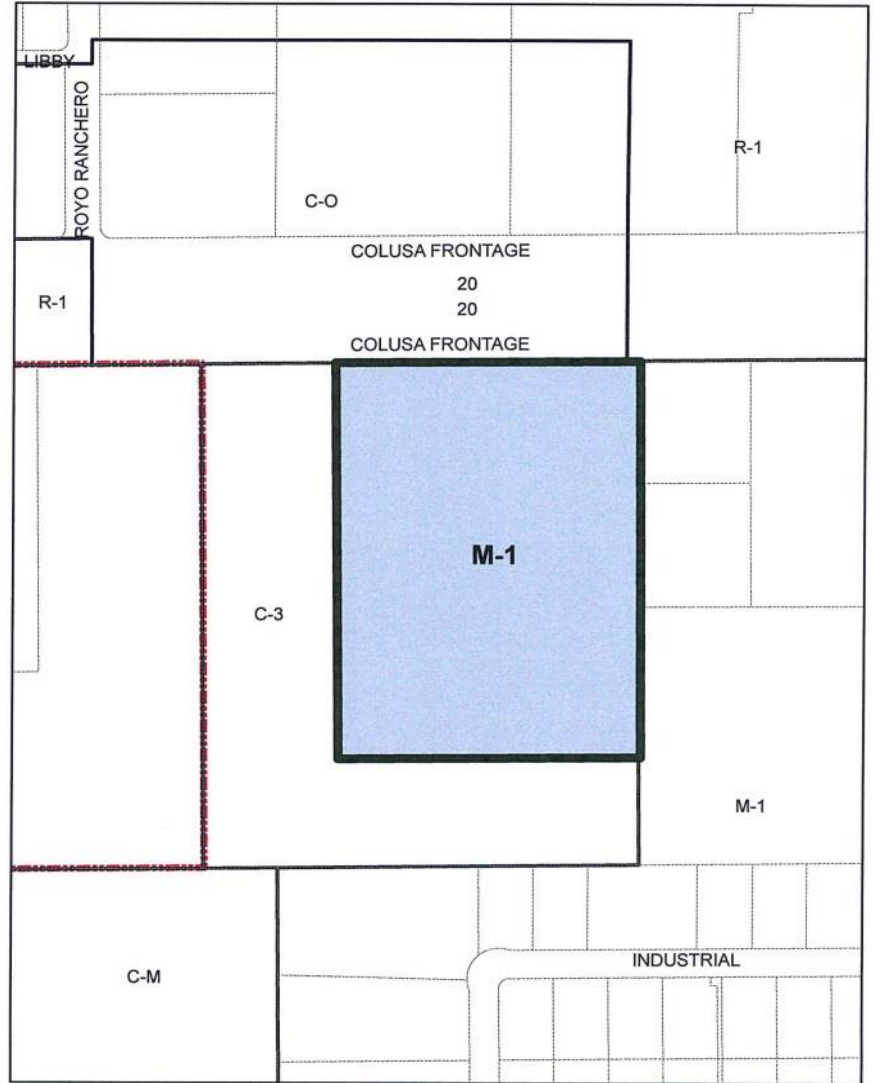 LIBBY
ROYO RANCHERO
R-1
C-O
COLUSA FRONTAGE
20
20
COLUSA FRONTAGE
R-1
M-1
C-3
M-1
C-M
INDUSTRIAL